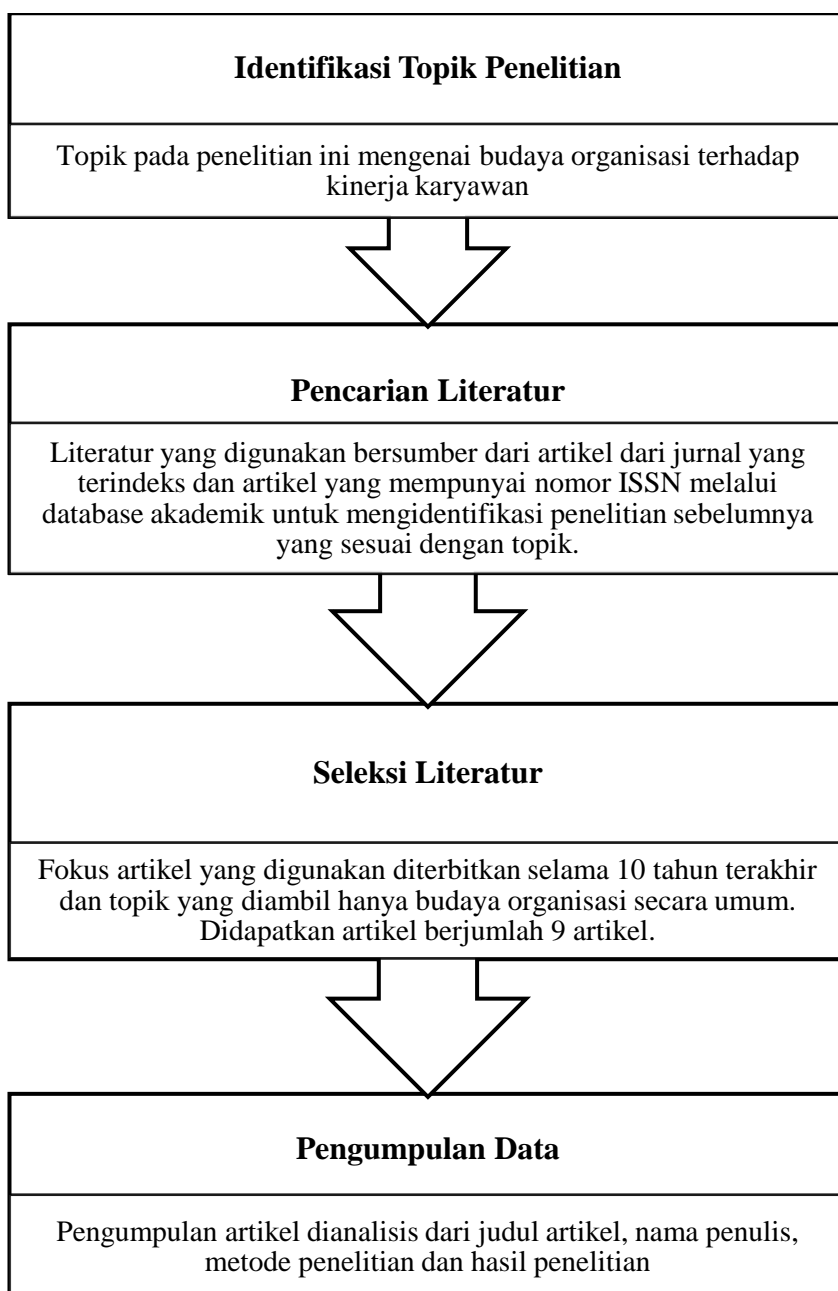 Identifikasi Topik Penelitian
Topik pada penelitian ini mengenai budaya organisasi terhadap
kinerja karyawan
Pencarian Literatur
Literatur yang digunakan bersumber dari artikel dari jurnal yang
terindeks dan artikel yang mempunyai nomor ISSN melalui
database akademik untuk mengidentifikasi penelitian sebelumnya
yang sesuai dengan topik.
Seleksi Literatur
Fokus artikel yang digunakan diterbitkan selama 10 tahun terakhir
dan topik yang diambil hanya budaya organisasi secara umum.
Didapatkan artikel berjumlah 9 artikel.
Pengumpulan Data
Pengumpulan artikel dianalisis dari judul artikel, nama penulis,
metode penelitian dan hasil penelitian